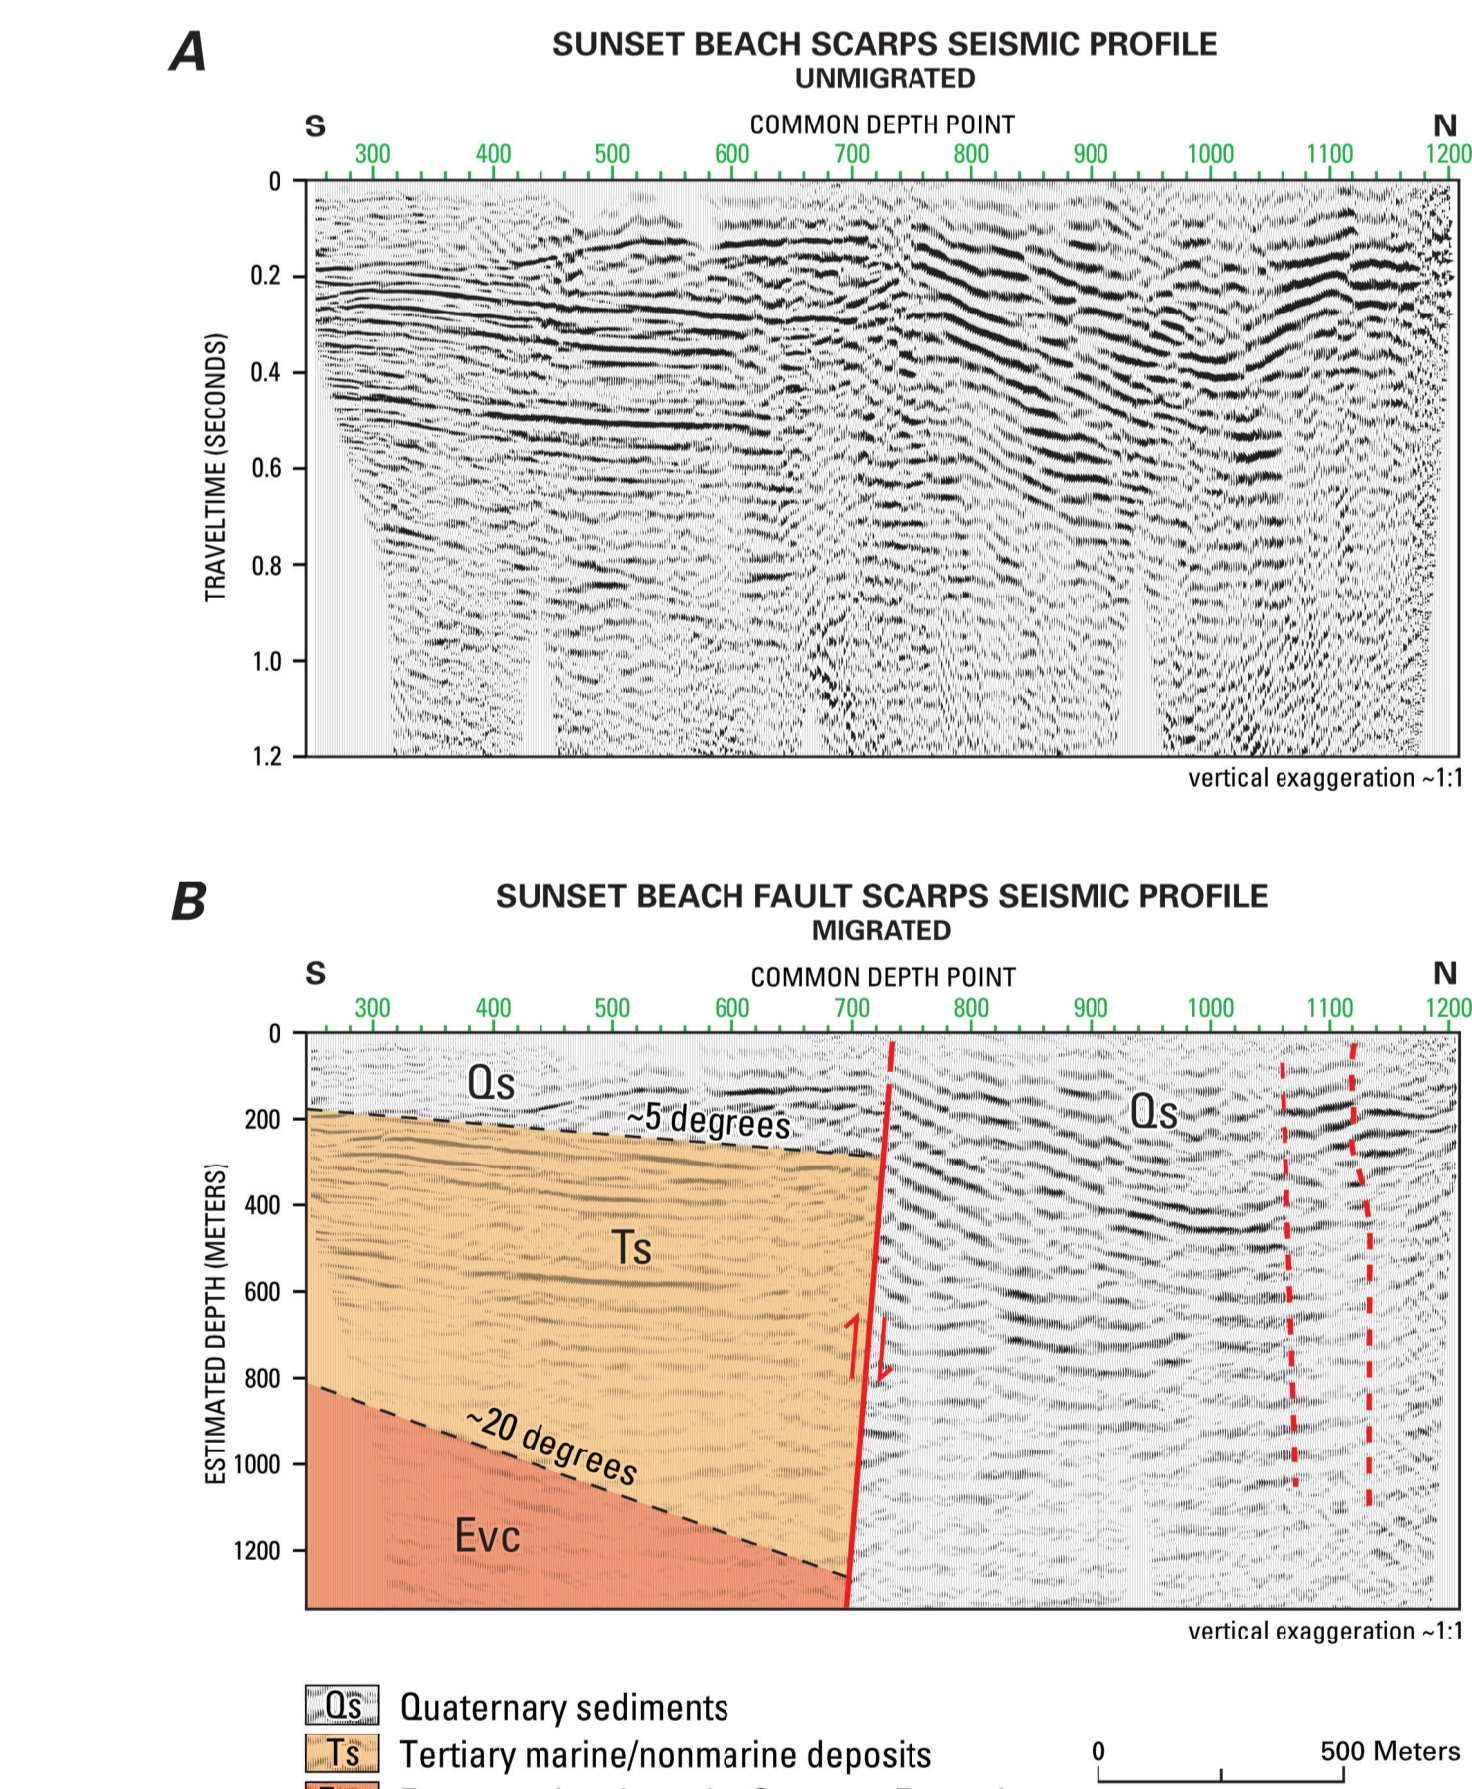 A
SUNSET BEACH SCARPS SEISMIC PROFILE
UNMIGRATED
S COMMON DEPTH POINT N
300 400 500 600 700 800 900 1000 1100 1200
TRAVELTIME (SECONDS)
0
0.2
0.4
0.6
0.8
1.0
1.2
vertical exaggeration ~1:1
B
SUNSET BEACH FAULT SCARPS SEISMIC PROFILE
MIGRATED
S COMMON DEPTH POINT N
300 400 500 600 700 800 900 1000 1100 1200
ESTIMATED DEPTH (METERS)
0
200
400
600
800
1000
1200
Qs
~5 degrees
Qs
Ts
~20 degrees
Evc
vertical exaggeration ~1:1
Qs Quaternary sediments
Ts Tertiary marine/nonmarine deposits
0 500 Meters